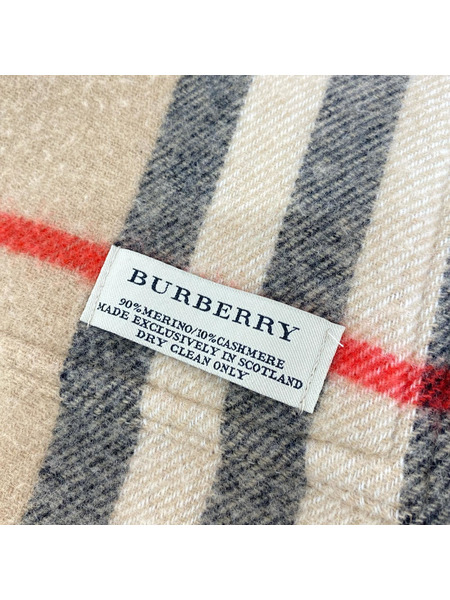 BURBERRY
90% MERINO/10% CASHMERE
MADE EXCLUSIVELY IN SCOTLAND
DRY CLEAN ONLY